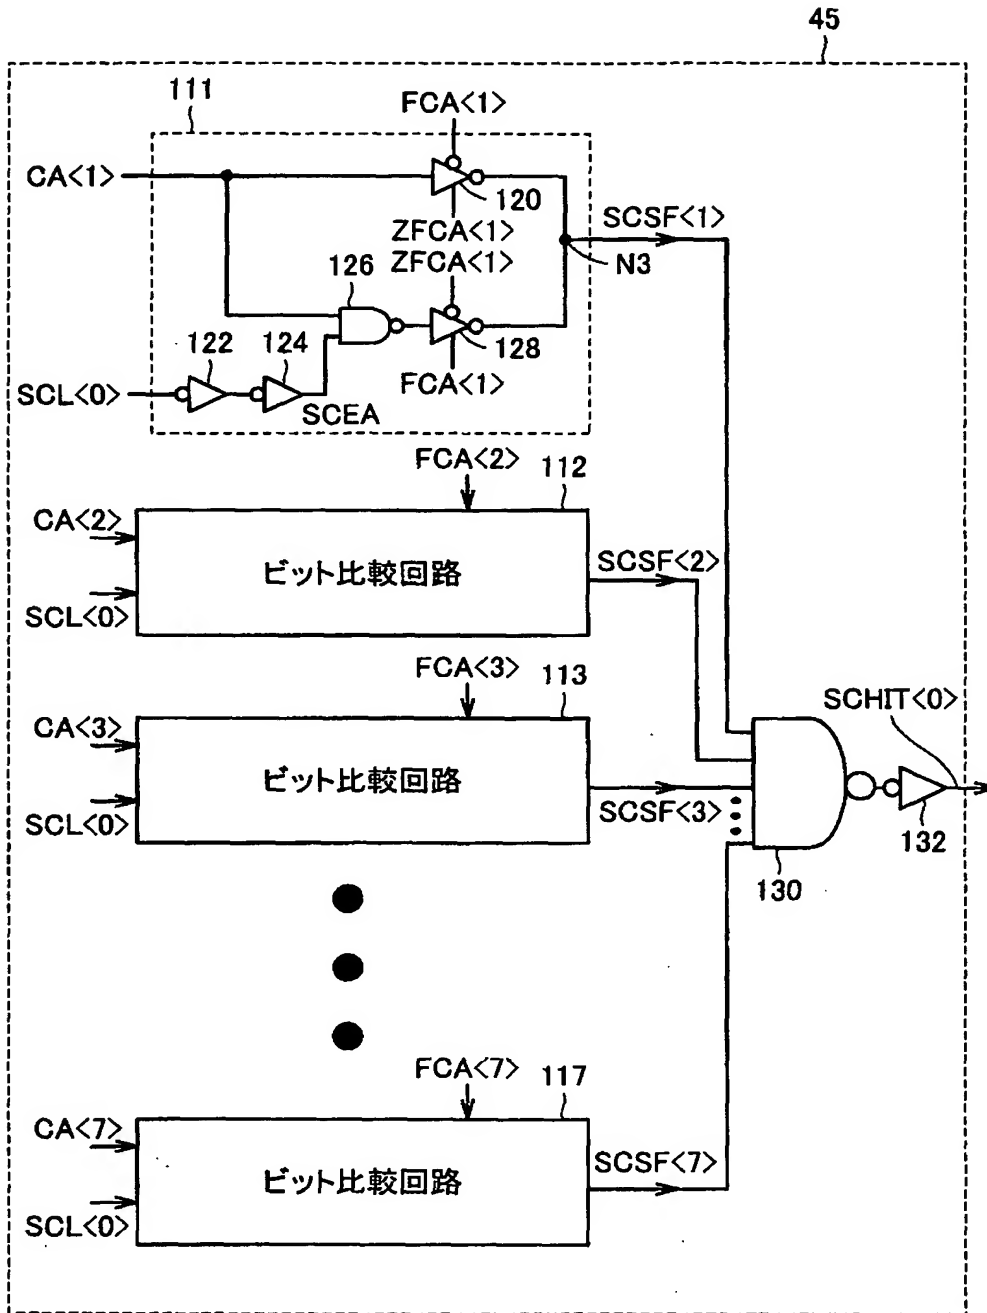 45
111
FCA<1>
CA<1>
120
ZFCA<1>
SCSF<1>
ZFCA<1>
N3
126
122
124
128
SCL<0>
SCEA
FCA<1>
FCA<2>
112
CA<2>
ビット比較回路
SCSF<2>
SCL<0>
FCA<3>
113
CA<3>
ビット比較回路
SCHIT<0>
SCL<0>
SCSF<3>
132
130
FCA<7>
117
CA<7>
ビット比較回路
SCSF<7>
SCL<0>